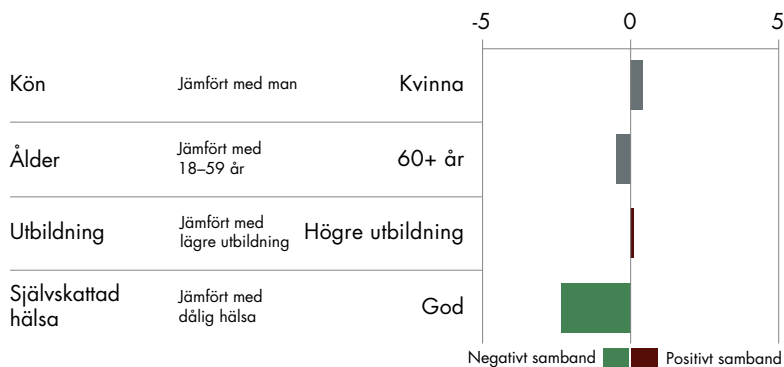 -5 0 5
Kön Jämfört med man Kvinna
Ålder Jämfört med
18–59 år 60+ år
Utbildning Jämfört med
lägre utbildning Högre utbildning
Självskattad
hälsa Jämfört med
dålig hälsa God
Negativt samband Positivt samband